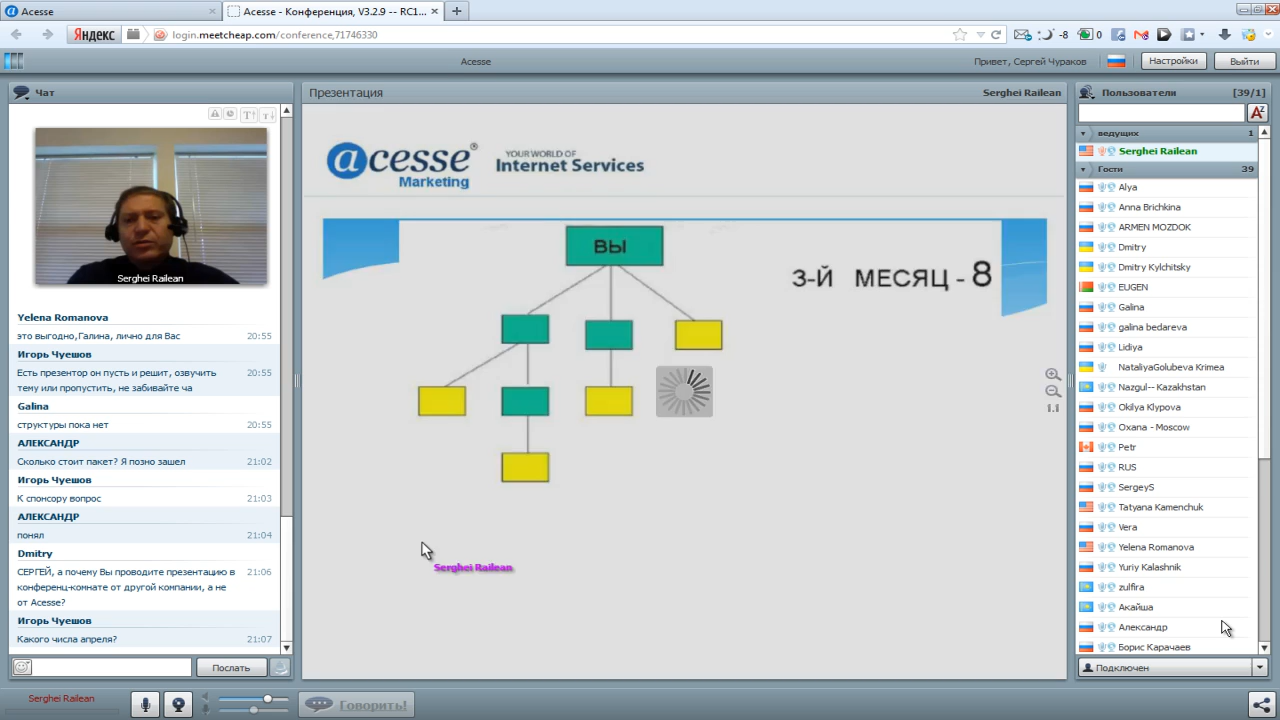 Acesse
Acesse - Конференция, V3.2.9 -- RC1...
Яндекс
login.meetcheap.com/conference,71746330
-8
0
Acesse
Привет, Сергей Чураков
Настройки
Выйти
Чат
Serghei Railean
Yelena Romanova
это выгодно,Галина, лично для Вас 20:55
Игорь Чуешов
Есть презентор он пусть и решит, озвучить 20:55
тему или пропустить, не забивайте ча
Galina
структуры пока нет 20:55
АЛЕКСАНДР
Сколько стоит пакет? Я позно зашел 21:02
Игорь Чуешов
К спонсору вопрос 21:03
АЛЕКСАНДР
понял 21:04
Dmitry
СЕРГЕЙ, а почему Вы проводите презентацию в 21:06
конференц-комнате от другой компании, а не
от Acesse?
Игорь Чуешов
Какого числа апреля? 21:07
Послать
Презентация
Serghei Railean
acesse®
Marketing
YOUR WORLD OF
Internet Services
ВЫ
3-Й МЕСЯЦ - 8
1.1
Serghei Railean
Пользователи [39/1]
ведущих 1
Serghei Railean
Гости 39
Alya
Anna Brichkina
ARMEN MOZDOK
Dmitry
Dmitry Kylchitsky
EUGEN
Galina
galina bedareva
Lidiya
NataliyaGolubeva Krimea
Nazgul-- Kazakhstan
Okilya Klypova
Oxana - Moscow
Petr
RUS
SergeyS
Tatyana Kamenchuk
Vera
Yelena Romanova
Yuriy Kalashnik
zulfira
Акайша
Александр
Борис Карачаев
Подключен
Serghei Railean
Говорить!